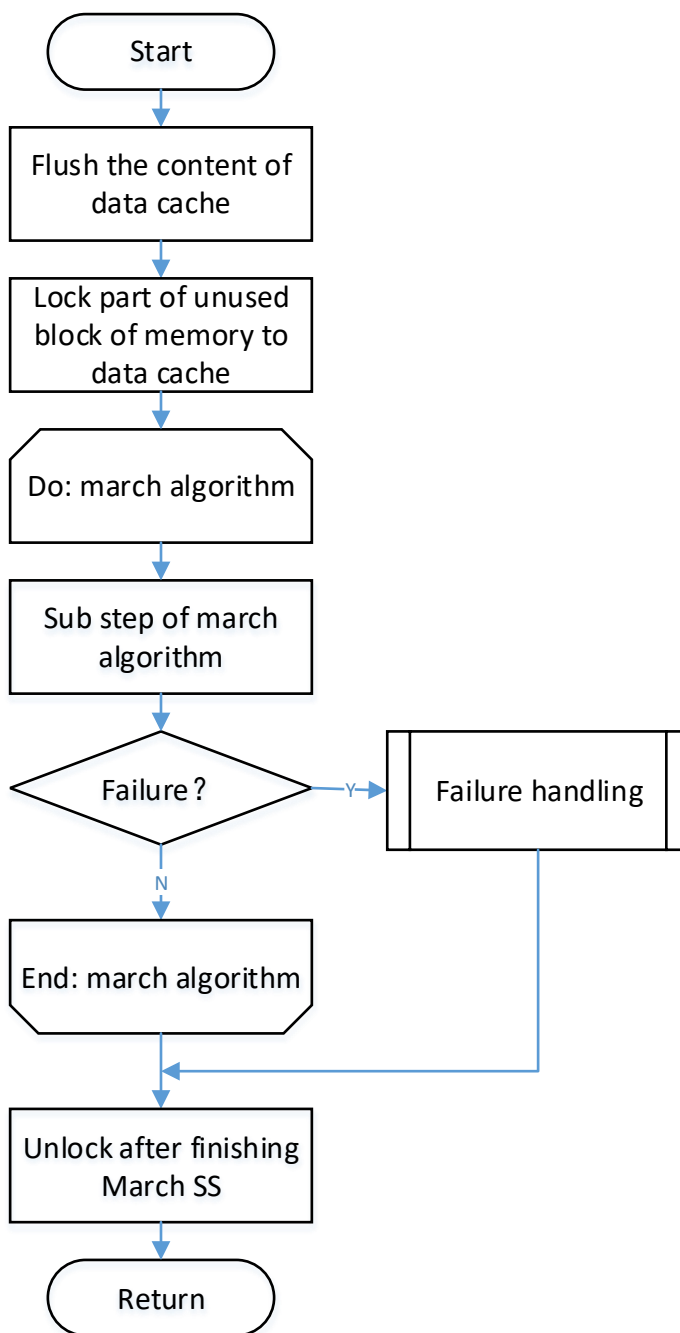 Start
Flush the content of
data cache
Lock part of unused
block of memory to
data cache
Do: march algorithm
Sub step of march
algorithm
Failure?
Y
Failure handling
N
End: march algorithm
Unlock after finishing
March SS
Return